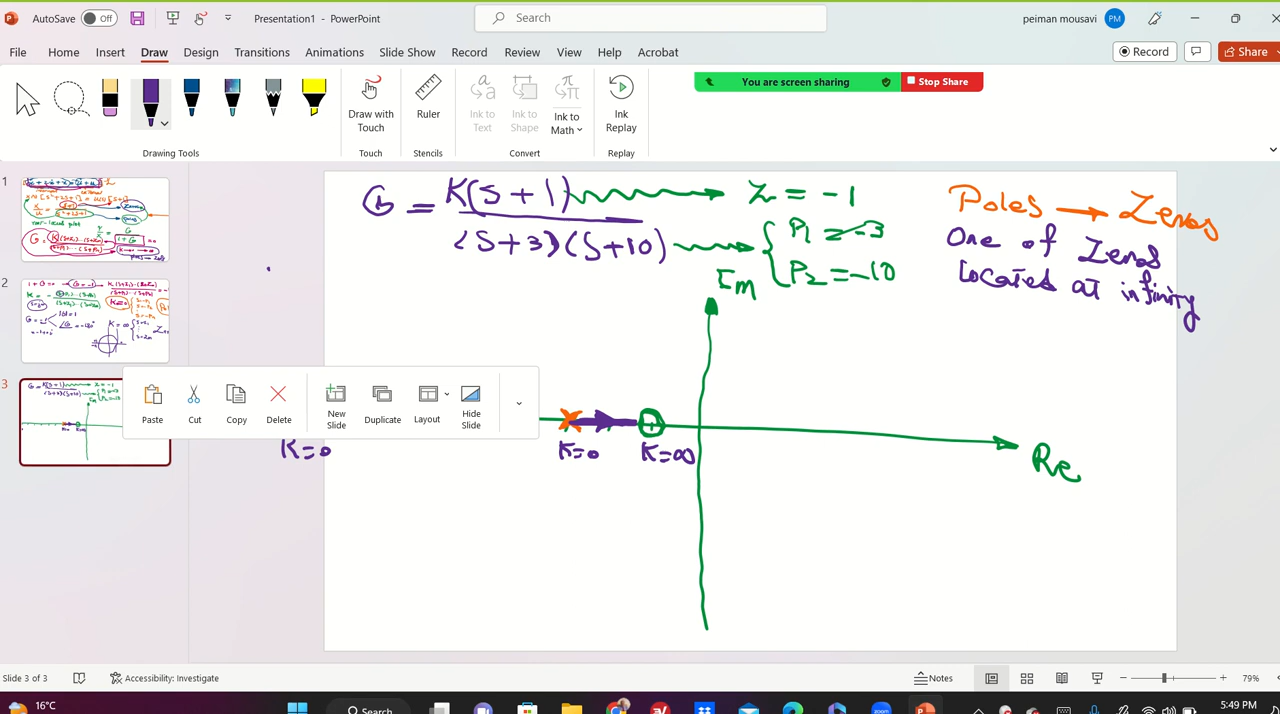 AutoSave Off Presentation1 - PowerPoint Search peiman mousavi PM
File Home Insert Draw Design Transitions Animations Slide Show Record Review View Help Acrobat Record Share
You are screen sharing Stop Share
Draw with Touch Ruler Ink to Text Ink to Shape Ink to Math Ink Replay
Drawing Tools Touch Stencils Convert Replay
1
2
3
G = K(S+1) / (S+3)(S+10)
Z = -1
P1 = -3
P2 = -10
Poles → Zeros
One of Zeros
located at infinity
Im
Paste Cut Copy Delete New Slide Duplicate Layout Hide Slide
K=0
K=0
K=∞
Re
Slide 3 of 3 Accessibility: Investigate Notes 79%
16°C Search 5:49 PM